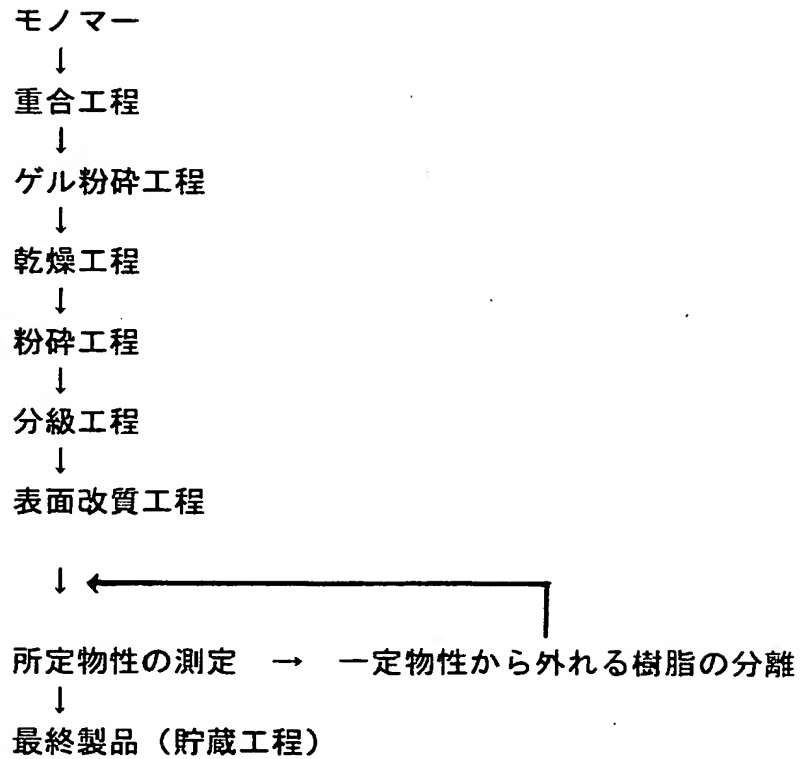 モノマー
↓
重合工程
↓
ゲル粉砕工程
↓
乾燥工程
↓
粉砕工程
↓
分級工程
↓
表面改質工程
↓
所定物性の測定 → 一定物性から外れる樹脂の分離
↓
最終製品（貯蔵工程）